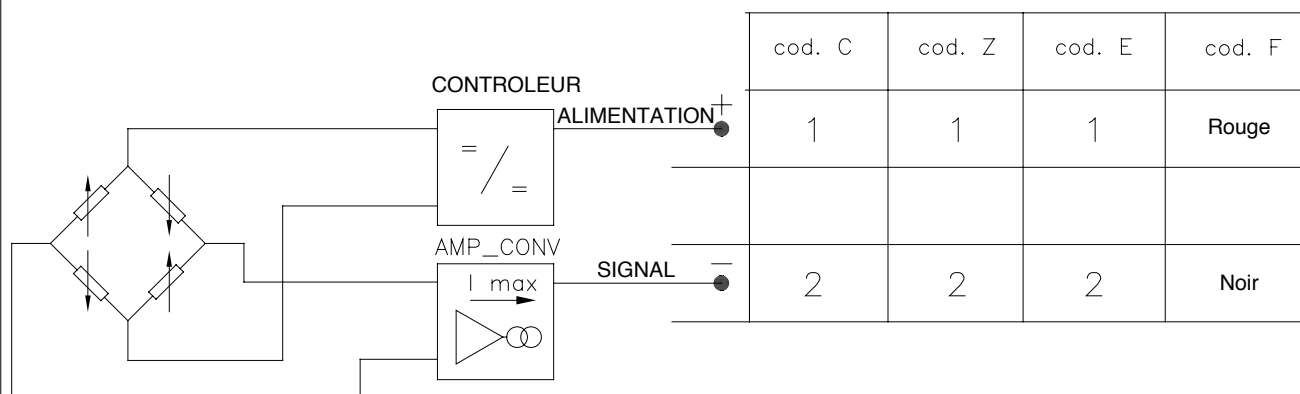 cod. C cod. Z cod. E cod. F
CONTROLEUR
ALIMENTATION +
1 1 1 Rouge
= / =
AMP_CONV
SIGNAL −
I max
2 2 2 Noir